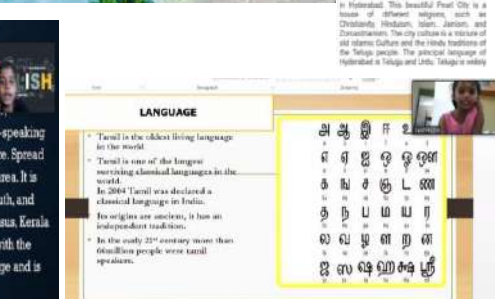 in Hyderabad. This beautiful Pearl City is a
house of different religions, such as
Christianity, Hinduism, Islam, Jainism, and
Zoroastrianism. The city culture is a mixture of
old Islamic Culture and the Hindu traditions of
the Telugu people. The principal language of
Hyderabad is Telugu and Urdu. Telugu is widely
ISH
-speaking
e. Spread
area. It is
uth, and
sus, Kerala
with the
ge and is
LANGUAGE
Tamil is the oldest living language
in the world.
Tamil is one of the longest
surviving classical languages in the
world.
In 2004 Tamil was declared a
classical language in India.
Its origins are ancient, it has an
independent tradition.
In the early 21st century more than
66million people were tamil
speakers.
அ ஆ இ ஈ உ
எ ஏ ஐ ஒ ஓ ஔ
க ங ச ஞ ட ண
த ந ப ம ய ர
ல வ ழ ள ற ன
ஜ ஸ ஷ ஹ க்ஷ ஸ்ரீ